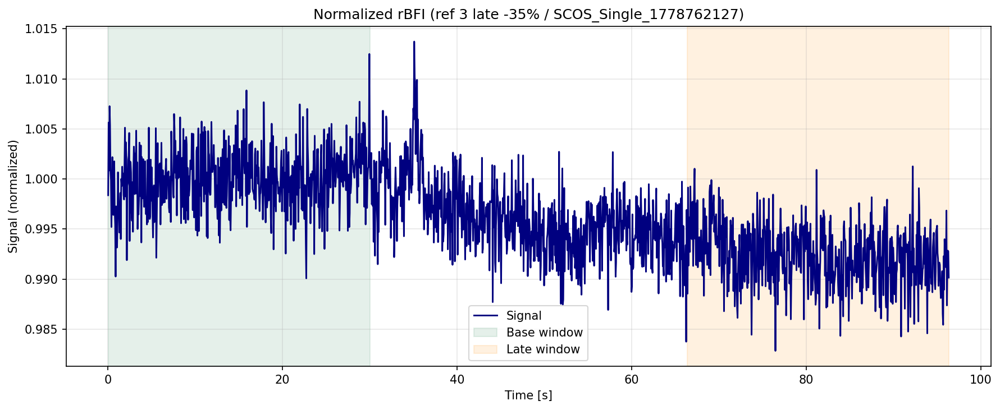 Normalized rBFI (ref 3 late -35% / SCOS_Single_1778762127)
1.015
1.010
1.005
1.000
0.995
0.990
0.985
Signal (normalized)
Signal
Base window
Late window
0 20 40 60 80 100
Time [s]